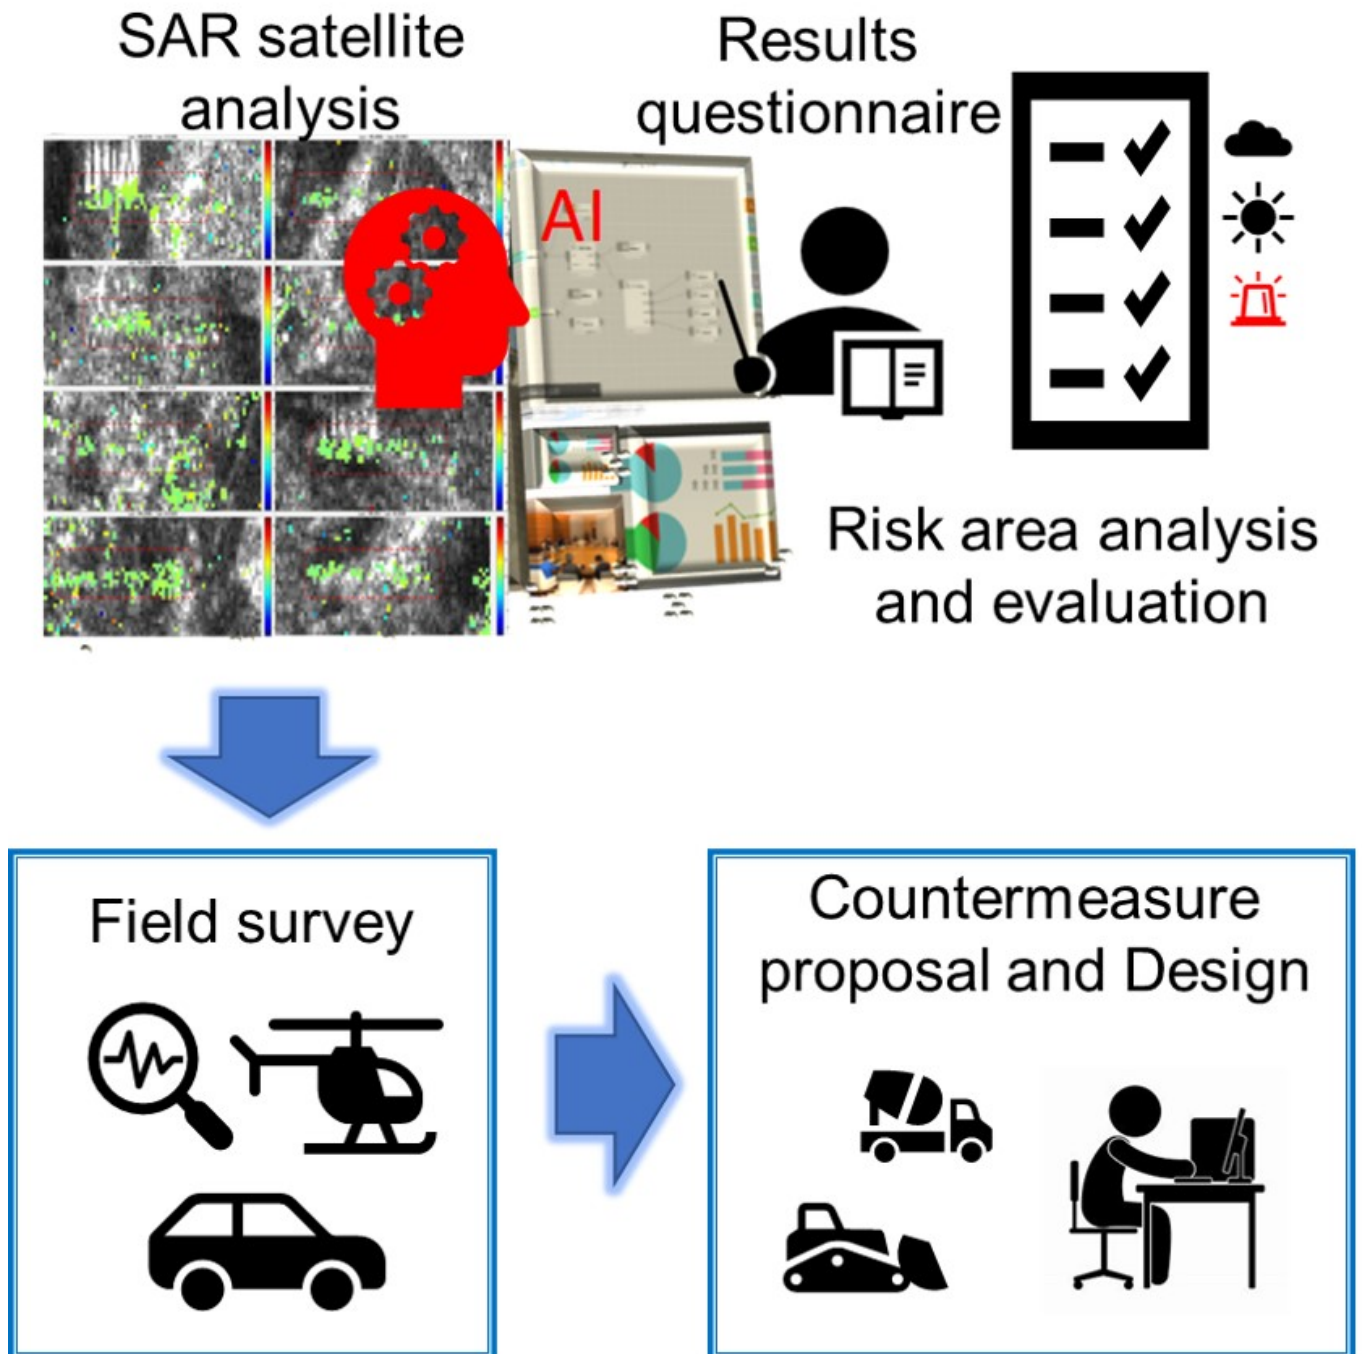 SAR satellite
analysis
Results
questionnaire
AI
Risk area analysis
and evaluation
Field survey
Countermeasure
proposal and Design